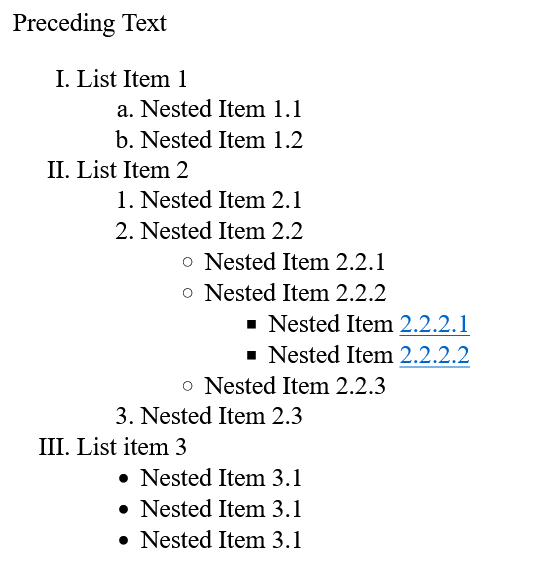 Preceding Text
I. List Item 1
a. Nested Item 1.1
b. Nested Item 1.2
II. List Item 2
1. Nested Item 2.1
2. Nested Item 2.2
○ Nested Item 2.2.1
○ Nested Item 2.2.2
▪ Nested Item 2.2.2.1
▪ Nested Item 2.2.2.2
○ Nested Item 2.2.3
3. Nested Item 2.3
III. List item 3
• Nested Item 3.1
• Nested Item 3.1
• Nested Item 3.1